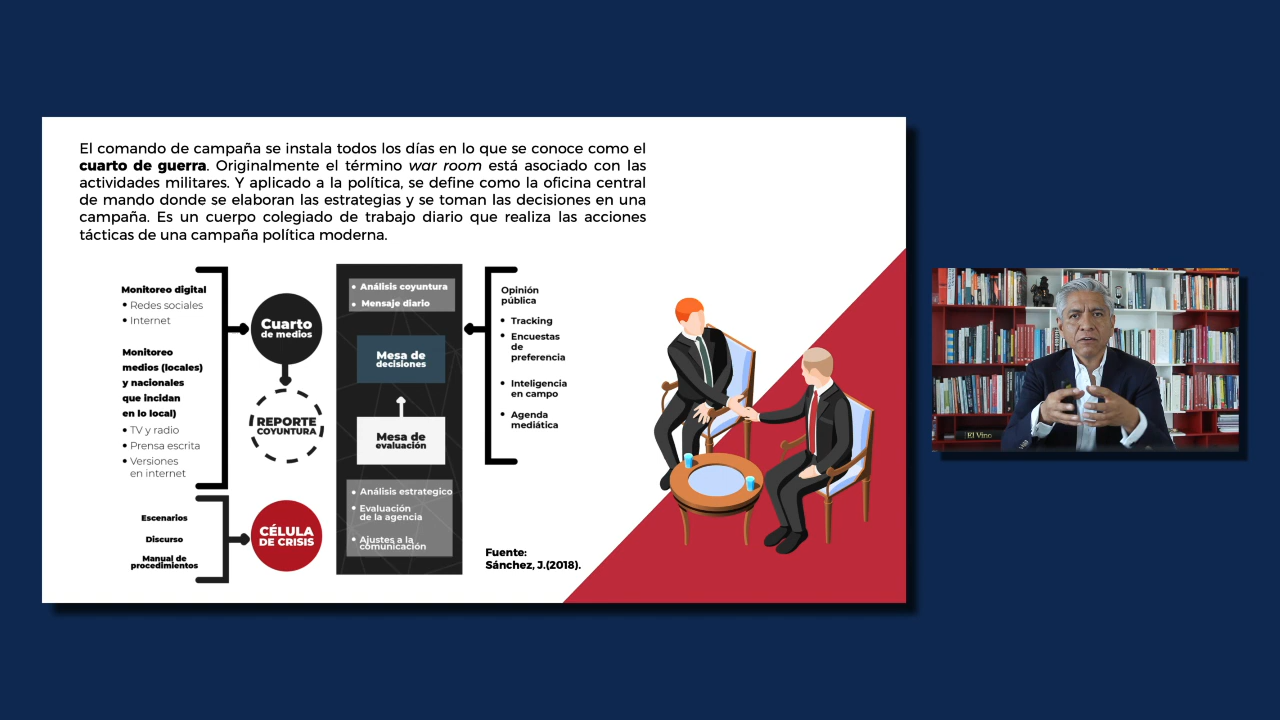 El comando de campaña se instala todos los días en lo que se conoce como el
cuarto de guerra. Originalmente el término war room está asociado con las
actividades militares. Y aplicado a la política, se define como la oficina central
de mando donde se elaboran las estrategias y se toman las decisiones en una
campaña. Es un cuerpo colegiado de trabajo diario que realiza las acciones
tácticas de una campaña política moderna.
Monitoreo digital
• Redes sociales
• Internet
Monitoreo
medios (locales)
y nacionales
que incidan
en lo local)
• TV y radio
• Prensa escrita
• Versiones
en internet
Escenarios
Discurso
Manual de
procedimientos
Cuarto
de medios
REPORTE
COYUNTURA
CÉLULA
DE CRISIS
• Análisis coyuntura
• Mensaje diario
Mesa de
decisiones
Mesa de
evaluación
• Análisis estrategico
• Evaluación
de la agencia
• Ajustes a la
comunicación
Opinión
pública
• Tracking
• Encuestas
de
preferencia
• Inteligencia
en campo
• Agenda
mediática
Fuente:
Sánchez, J.(2018).
El Vino